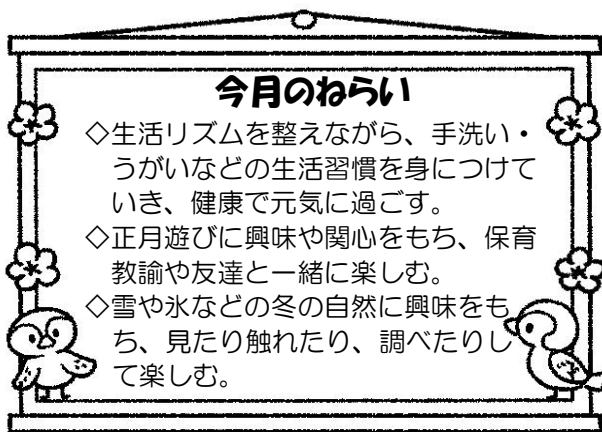 今月のねらい
◇生活リズムを整えながら、手洗い・
うがいなどの生活習慣を身につけて
いき、健康で元気に過ごす。
◇正月遊びに興味や関心をもち、保育
教諭や友達と一緒に楽しむ。
◇雪や氷などの冬の自然に興味をも
ち、見たり触れたり、調べたりし
て楽しむ。